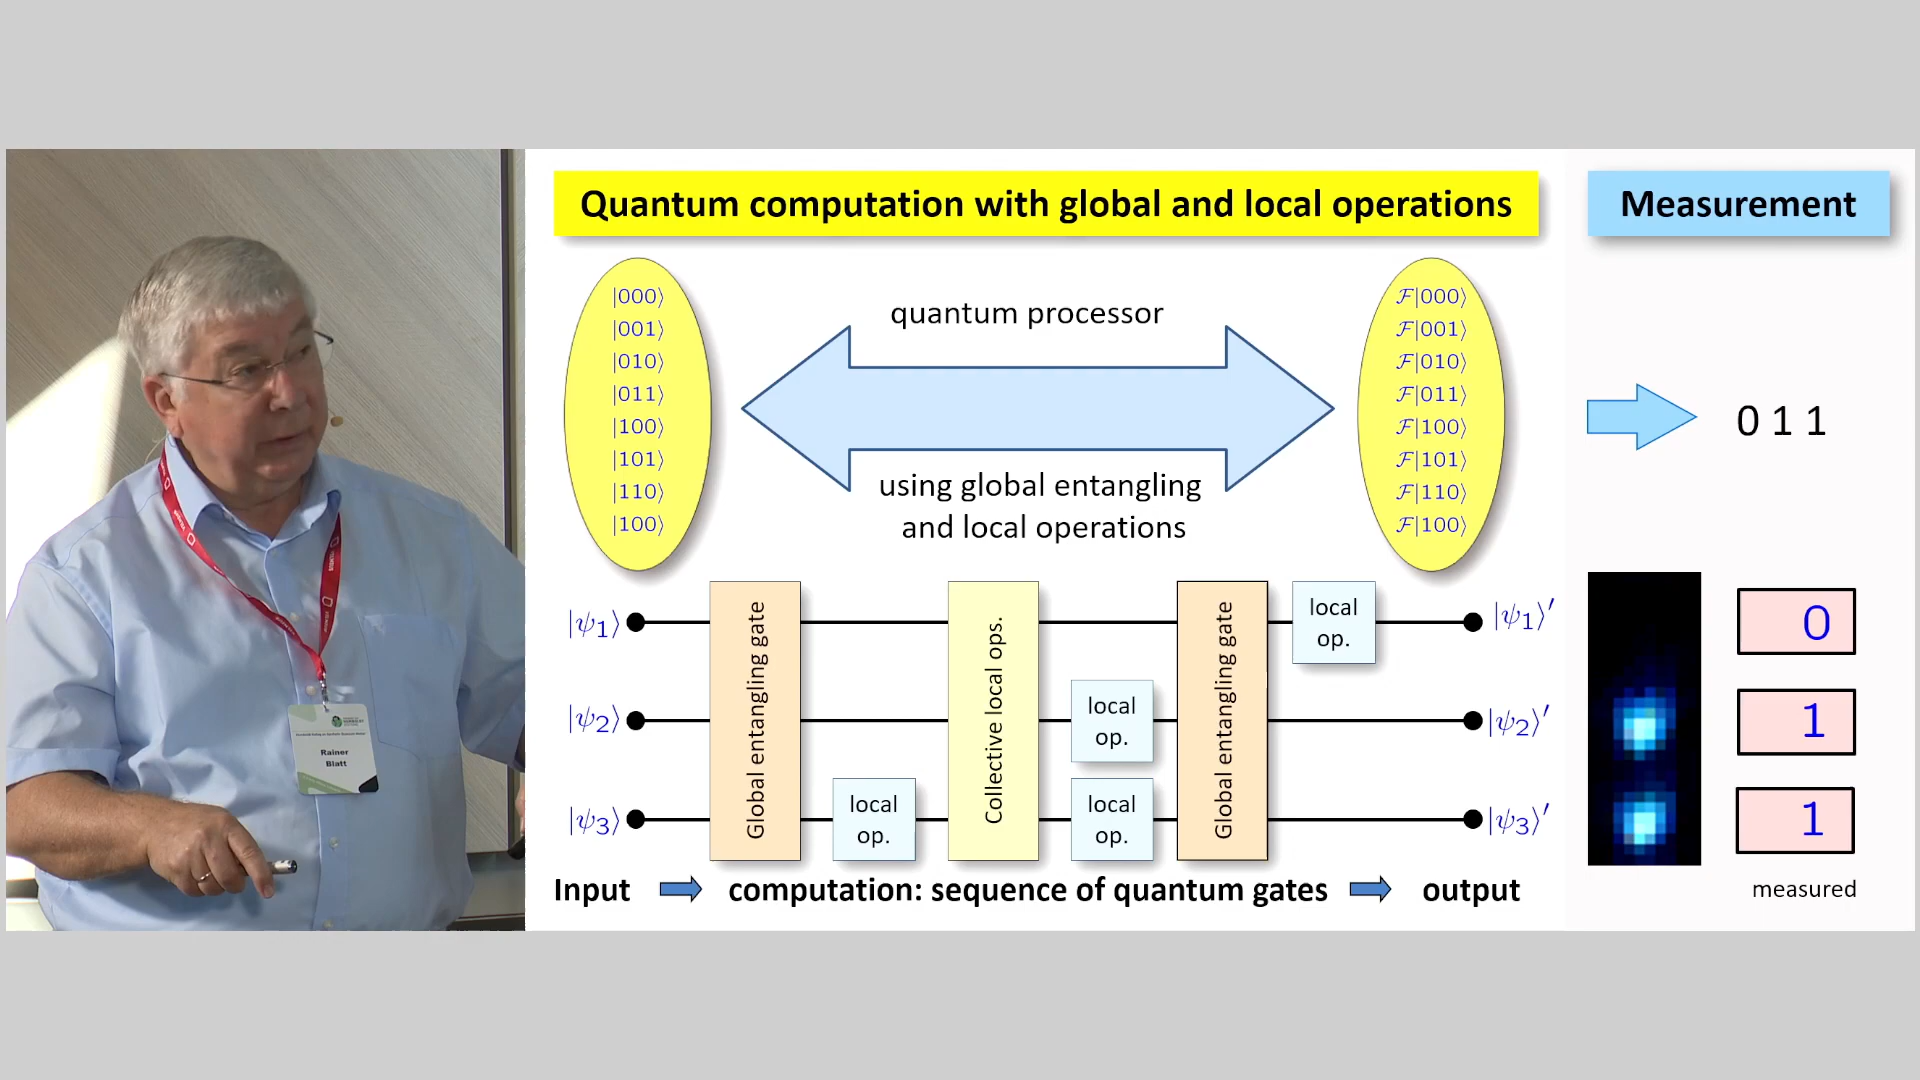 Quantum computation with global and local operations
Measurement
|000⟩
|001⟩
|010⟩
|011⟩
|100⟩
|101⟩
|110⟩
|100⟩
quantum processor
using global entangling
and local operations
ℱ|000⟩
ℱ|001⟩
ℱ|010⟩
ℱ|011⟩
ℱ|100⟩
ℱ|101⟩
ℱ|110⟩
ℱ|100⟩
0 1 1
|ψ1⟩
|ψ2⟩
|ψ3⟩
Global entangling gate
local
op.
Collective local ops.
local
op.
local
op.
Global entangling gate
local
op.
|ψ1⟩′
|ψ2⟩′
|ψ3⟩′
0
1
1
measured
Input
computation: sequence of quantum gates
output
Rainer
Blatt